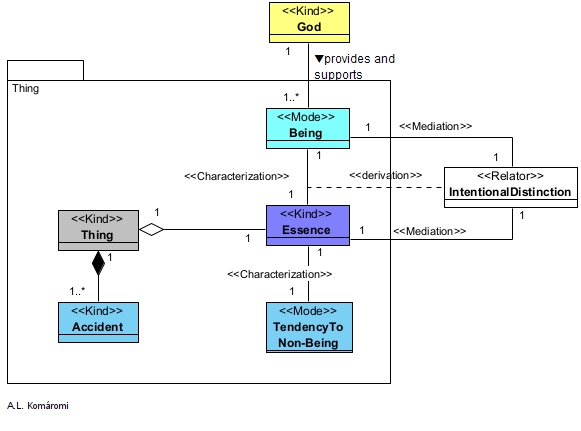 <<Kind>>
God
1
▼provides and
supports
Thing
1..*
<<Mode>>
Being
1
<<Mediation>>
1
1
<<Characterization>>
<<derivation>>
<<Relator>>
IntentionalDistinction
1
1
<<Kind>>
Thing
1
1
<<Kind>>
Essence
1
<<Mediation>>
1
1
<<Characterization>>
1..*
1
<<Kind>>
Accident
<<Mode>>
TendencyTo
Non-Being
A.L. Komáromi